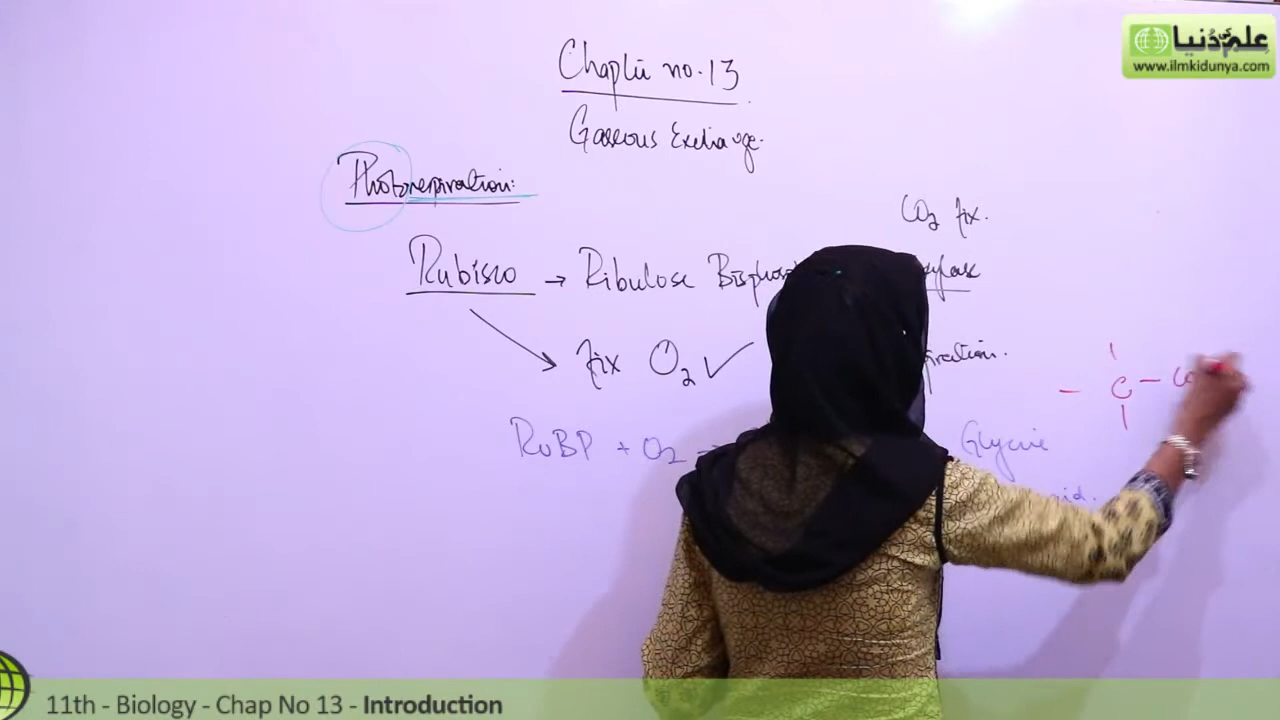 علم کی دنیا
www.ilmkidunya.com
Chapter no. 13
Gaseous Exchange.
Photorespiration:
CO₂ fix.
Rubisco → Ribulose
Fix O₂ ✓
RuBP + O₂ Glycine
C
11th - Biology - Chap No 13 - Introduction